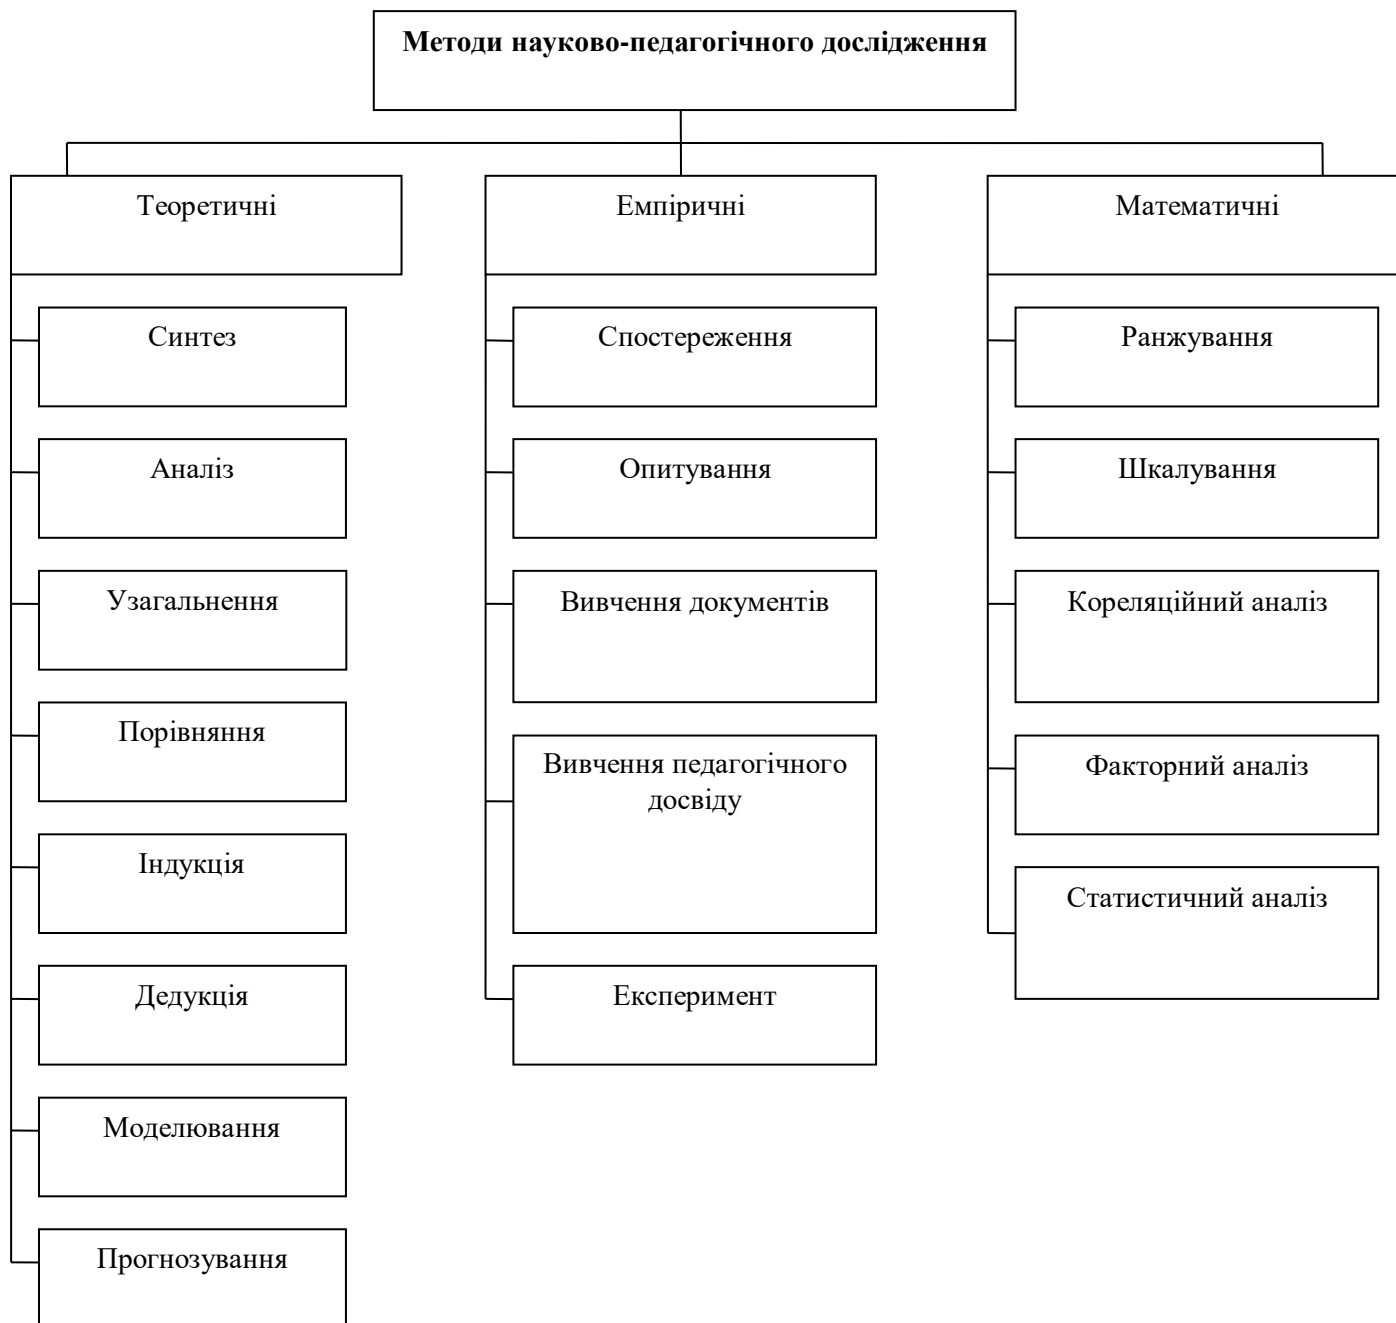 Методи науково-педагогічного дослідження
Теоретичні
Синтез
Аналіз
Узагальнення
Порівняння
Індукція
Дедукція
Моделювання
Прогнозування
Емпіричні
Спостереження
Опитування
Вивчення документів
Вивчення педагогічного
досвіду
Експеримент
Математичні
Ранжування
Шкалування
Кореляційний аналіз
Факторний аналіз
Статистичний аналіз